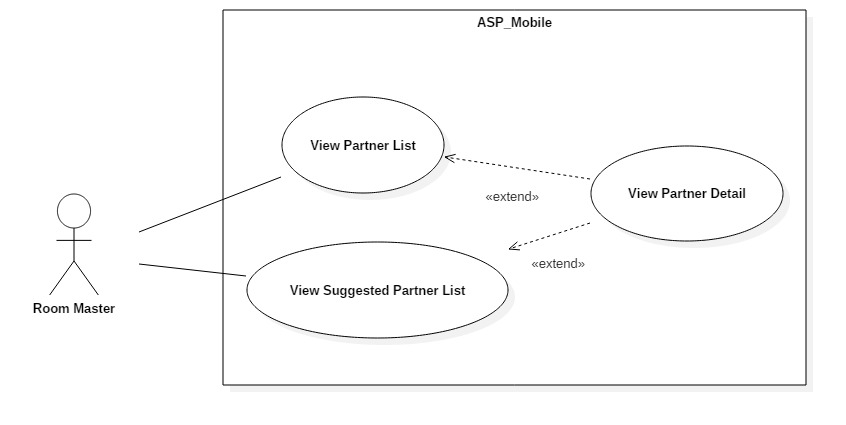 ASP_Mobile
View Partner List
View Partner Detail
«extend»
«extend»
View Suggested Partner List
Room Master